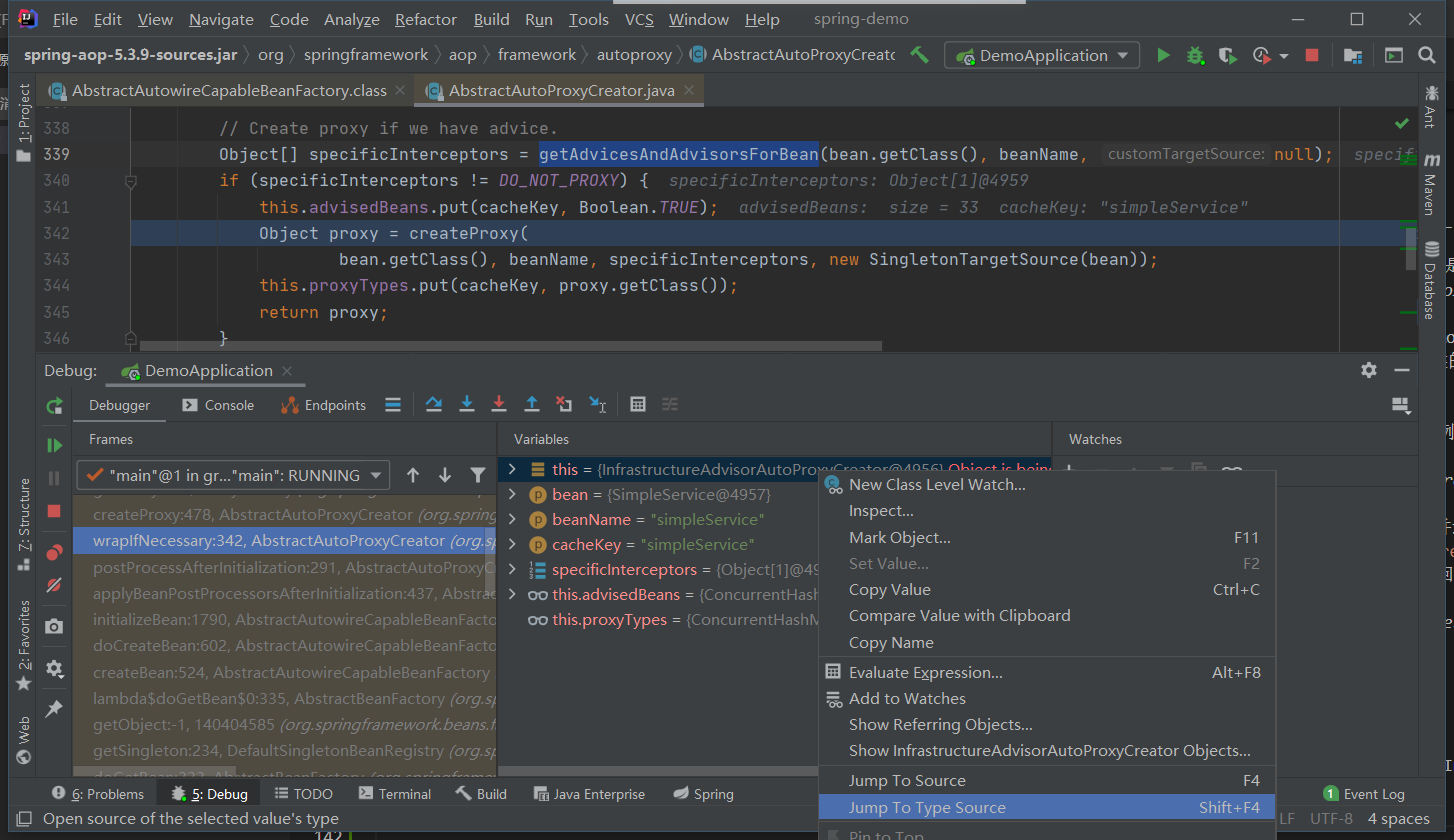 File Edit View Navigate Code Analyze Refactor Build Run Tools VCS Window Help spring-demo
spring-aop-5.3.9-sources.jar org springframework aop framework autoproxy AbstractAutoProxyCreatc DemoApplication
1: Project
AbstractAutowireCapableBeanFactory.class
AbstractAutoProxyCreator.java
338 // Create proxy if we have advice.
339 Object[] specificInterceptors = getAdvicesAndAdvisorsForBean(bean.getClass(), beanName, customTargetSource: null); specif
340 if (specificInterceptors != DO_NOT_PROXY) { specificInterceptors: Object[1]@4959
341 this.advisedBeans.put(cacheKey, Boolean.TRUE); advisedBeans: size = 33 cacheKey: "simpleService"
342 Object proxy = createProxy(
343 bean.getClass(), beanName, specificInterceptors, new SingletonTargetSource(bean));
344 this.proxyTypes.put(cacheKey, proxy.getClass());
345 return proxy;
346 }
Ant
Maven
Database
Debug: DemoApplication
Debugger Console Endpoints
Frames
"main"@1 in gr..."main": RUNNING
createProxy:478, AbstractAutoProxyCreator (org.spring
wrapIfNecessary:342, AbstractAutoProxyCreator (org.s
postProcessAfterInitialization:291, AbstractAutoProxyC
applyBeanPostProcessorsAfterInitialization:437, Abstrac
initializeBean:1790, AbstractAutowireCapableBeanFacto
doCreateBean:602, AbstractAutowireCapableBeanFacto
createBean:524, AbstractAutowireCapableBeanFactory
lambda$doGetBean$0:335, AbstractBeanFactory (org.sp
getObject:-1, 140404585 (org.springframework.beans.f
getSingleton:234, DefaultSingletonBeanRegistry (org.sp
doGetBean:333, AbstractBeanFactory (org.springframew
Variables
this = {InfrastructureAdvisorAutoProxyCreator@4956} Object is being
bean = {SimpleService@4957}
beanName = "simpleService"
cacheKey = "simpleService"
specificInterceptors = {Object[1]@49
this.advisedBeans = {ConcurrentHash
this.proxyTypes = {ConcurrentHashM
Watches
New Class Level Watch...
Inspect...
Mark Object... F11
Set Value... F2
Copy Value Ctrl+C
Compare Value with Clipboard
Copy Name
Evaluate Expression... Alt+F8
Add to Watches
Show Referring Objects...
Show InfrastructureAdvisorAutoProxyCreator Objects...
Jump To Source F4
Jump To Type Source Shift+F4
Pin to Top
7: Structure
2: Favorites
Web
6: Problems 5: Debug TODO Terminal Build Java Enterprise Spring 1 Event Log
Open source of the selected value's type LF UTF-8 4 spaces
142